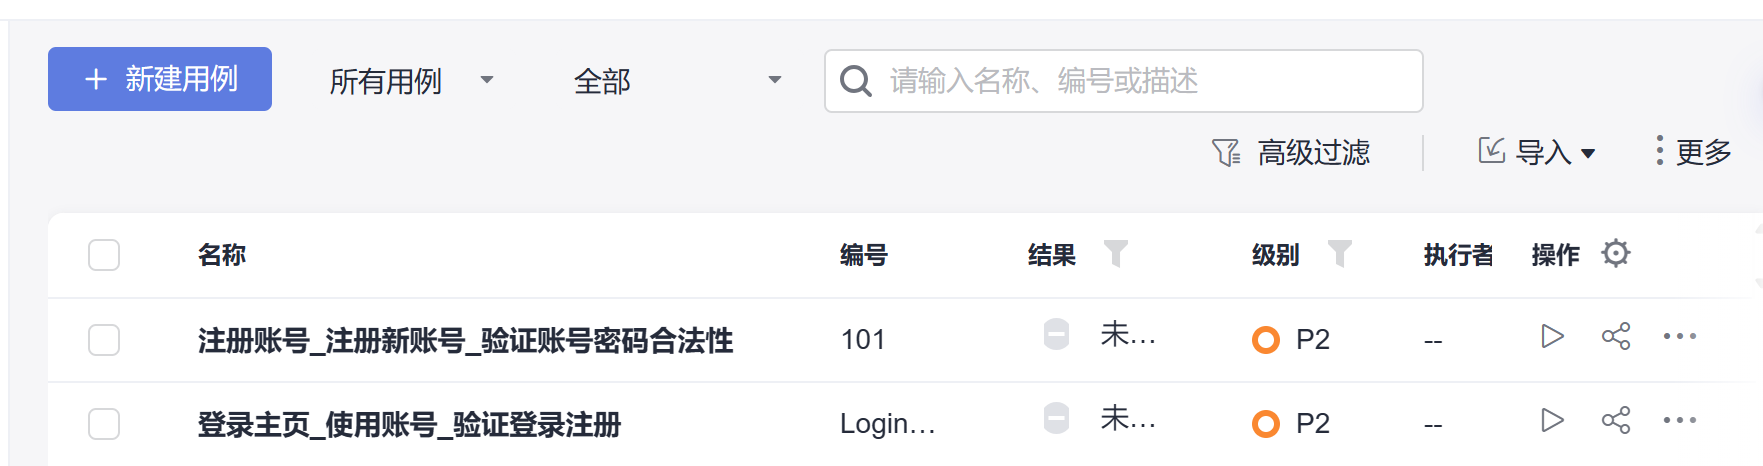 新建用例 所有用例 全部 请输入名称、编号或描述
高级过滤 导入 更多
名称 编号 结果 级别 执行者 操作
注册账号_注册新账号_验证账号密码合法性 101 未... P2 --
登录主页_使用账号_验证登录注册 Login... 未... P2 --